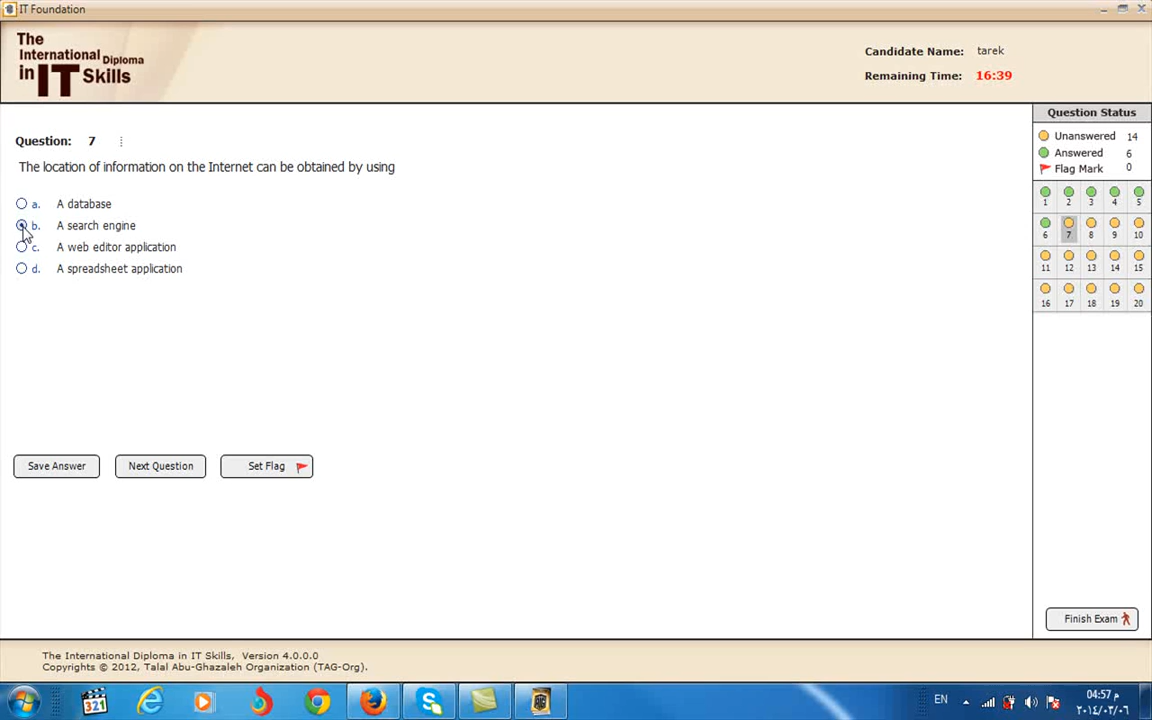 IT Foundation
The
International Diploma
in IT Skills
Candidate Name: tarek
Remaining Time: 16:39
Question: 7
The location of information on the Internet can be obtained by using
a. A database
b. A search engine
c. A web editor application
d. A spreadsheet application
Save Answer Next Question Set Flag
Question Status
Unanswered 14
Answered 6
Flag Mark 0
1 2 3 4 5
6 7 8 9 10
11 12 13 14 15
16 17 18 19 20
Finish Exam
The International Diploma in IT Skills, Version 4.0.0.0
Copyrights © 2012, Talal Abu-Ghazaleh Organization (TAG-Org).
321
EN
04:57 م
٢٠١٤/٠٣/٠٦